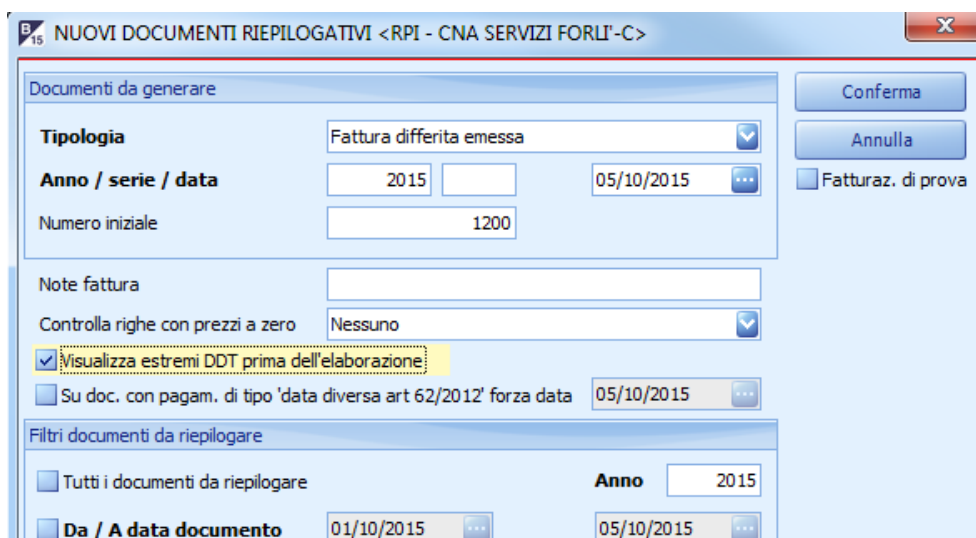 B 15 NUOVI DOCUMENTI RIEPILOGATIVI <RPI - CNA SERVIZI FORLI'-C>
Documenti da generare
Conferma
Tipologia Fattura differita emessa
Annulla
Anno / serie / data 2015 05/10/2015
Fatturaz. di prova
Numero iniziale 1200
Note fattura
Controlla righe con prezzi a zero Nessuno
Visualizza estremi DDT prima dell'elaborazione
Su doc. con pagam. di tipo 'data diversa art 62/2012' forza data 05/10/2015
Filtri documenti da riepilogare
Tutti i documenti da riepilogare Anno 2015
Da / A data documento 01/10/2015 05/10/2015